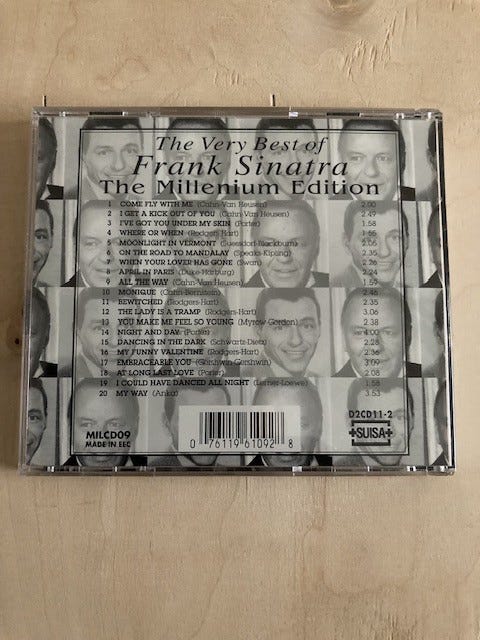 The Very Best of
Frank Sinatra
The Millenium Edition
1 COME FLY WITH ME (Cahn-Van Heusen) 2.00
2 I GET A KICK OUT OF YOU (Cahn-Van Heusen) 2.49
3 I'VE GOT YOU UNDER MY SKIN (Porter) 1.58
4 WHERE OR WHEN (Rodgers-Hart) 1.55
5 MOONLIGHT IN VERMONT (Suesdorf-Blackburn) 2.06
6 ON THE ROAD TO MANDALAY (Speaks-Kipling) 2.35
7 WHEN YOUR LOVER HAS GONE (Swan) 2.26
8 APRIL IN PARIS (Duke-Harburg) 2.24
9 ALL THE WAY (Cahn-Van Heusen) 1.57
10 MONIQUE (Cahn-Bernstein) 2.46
11 BEWITCHED (Rodgers-Hart) 2.35
12 THE LADY IS A TRAMP (Rodgers-Hart) 3.06
13 YOU MAKE ME FEEL SO YOUNG (Myrow-Gordon) 2.38
14 NIGHT AND DAY (Porter) 4.00
15 DANCING IN THE DARK (Schwartz-Dietz) 2.28
16 MY FUNNY VALENTINE (Rodgers-Hart)
17 EMBRACEABLE YOU (Gershwin-Gershwin) 3.09
18 AT LONG LAST LOVE (Porter) 2.08
19 I COULD HAVE DANCED ALL NIGHT (Lerner-Loewe) 1.58
20 MY WAY (Anka) 3.53
MILCD09
MADE IN EEC
0 76119 61092 8
D2CD11-2
SUISA